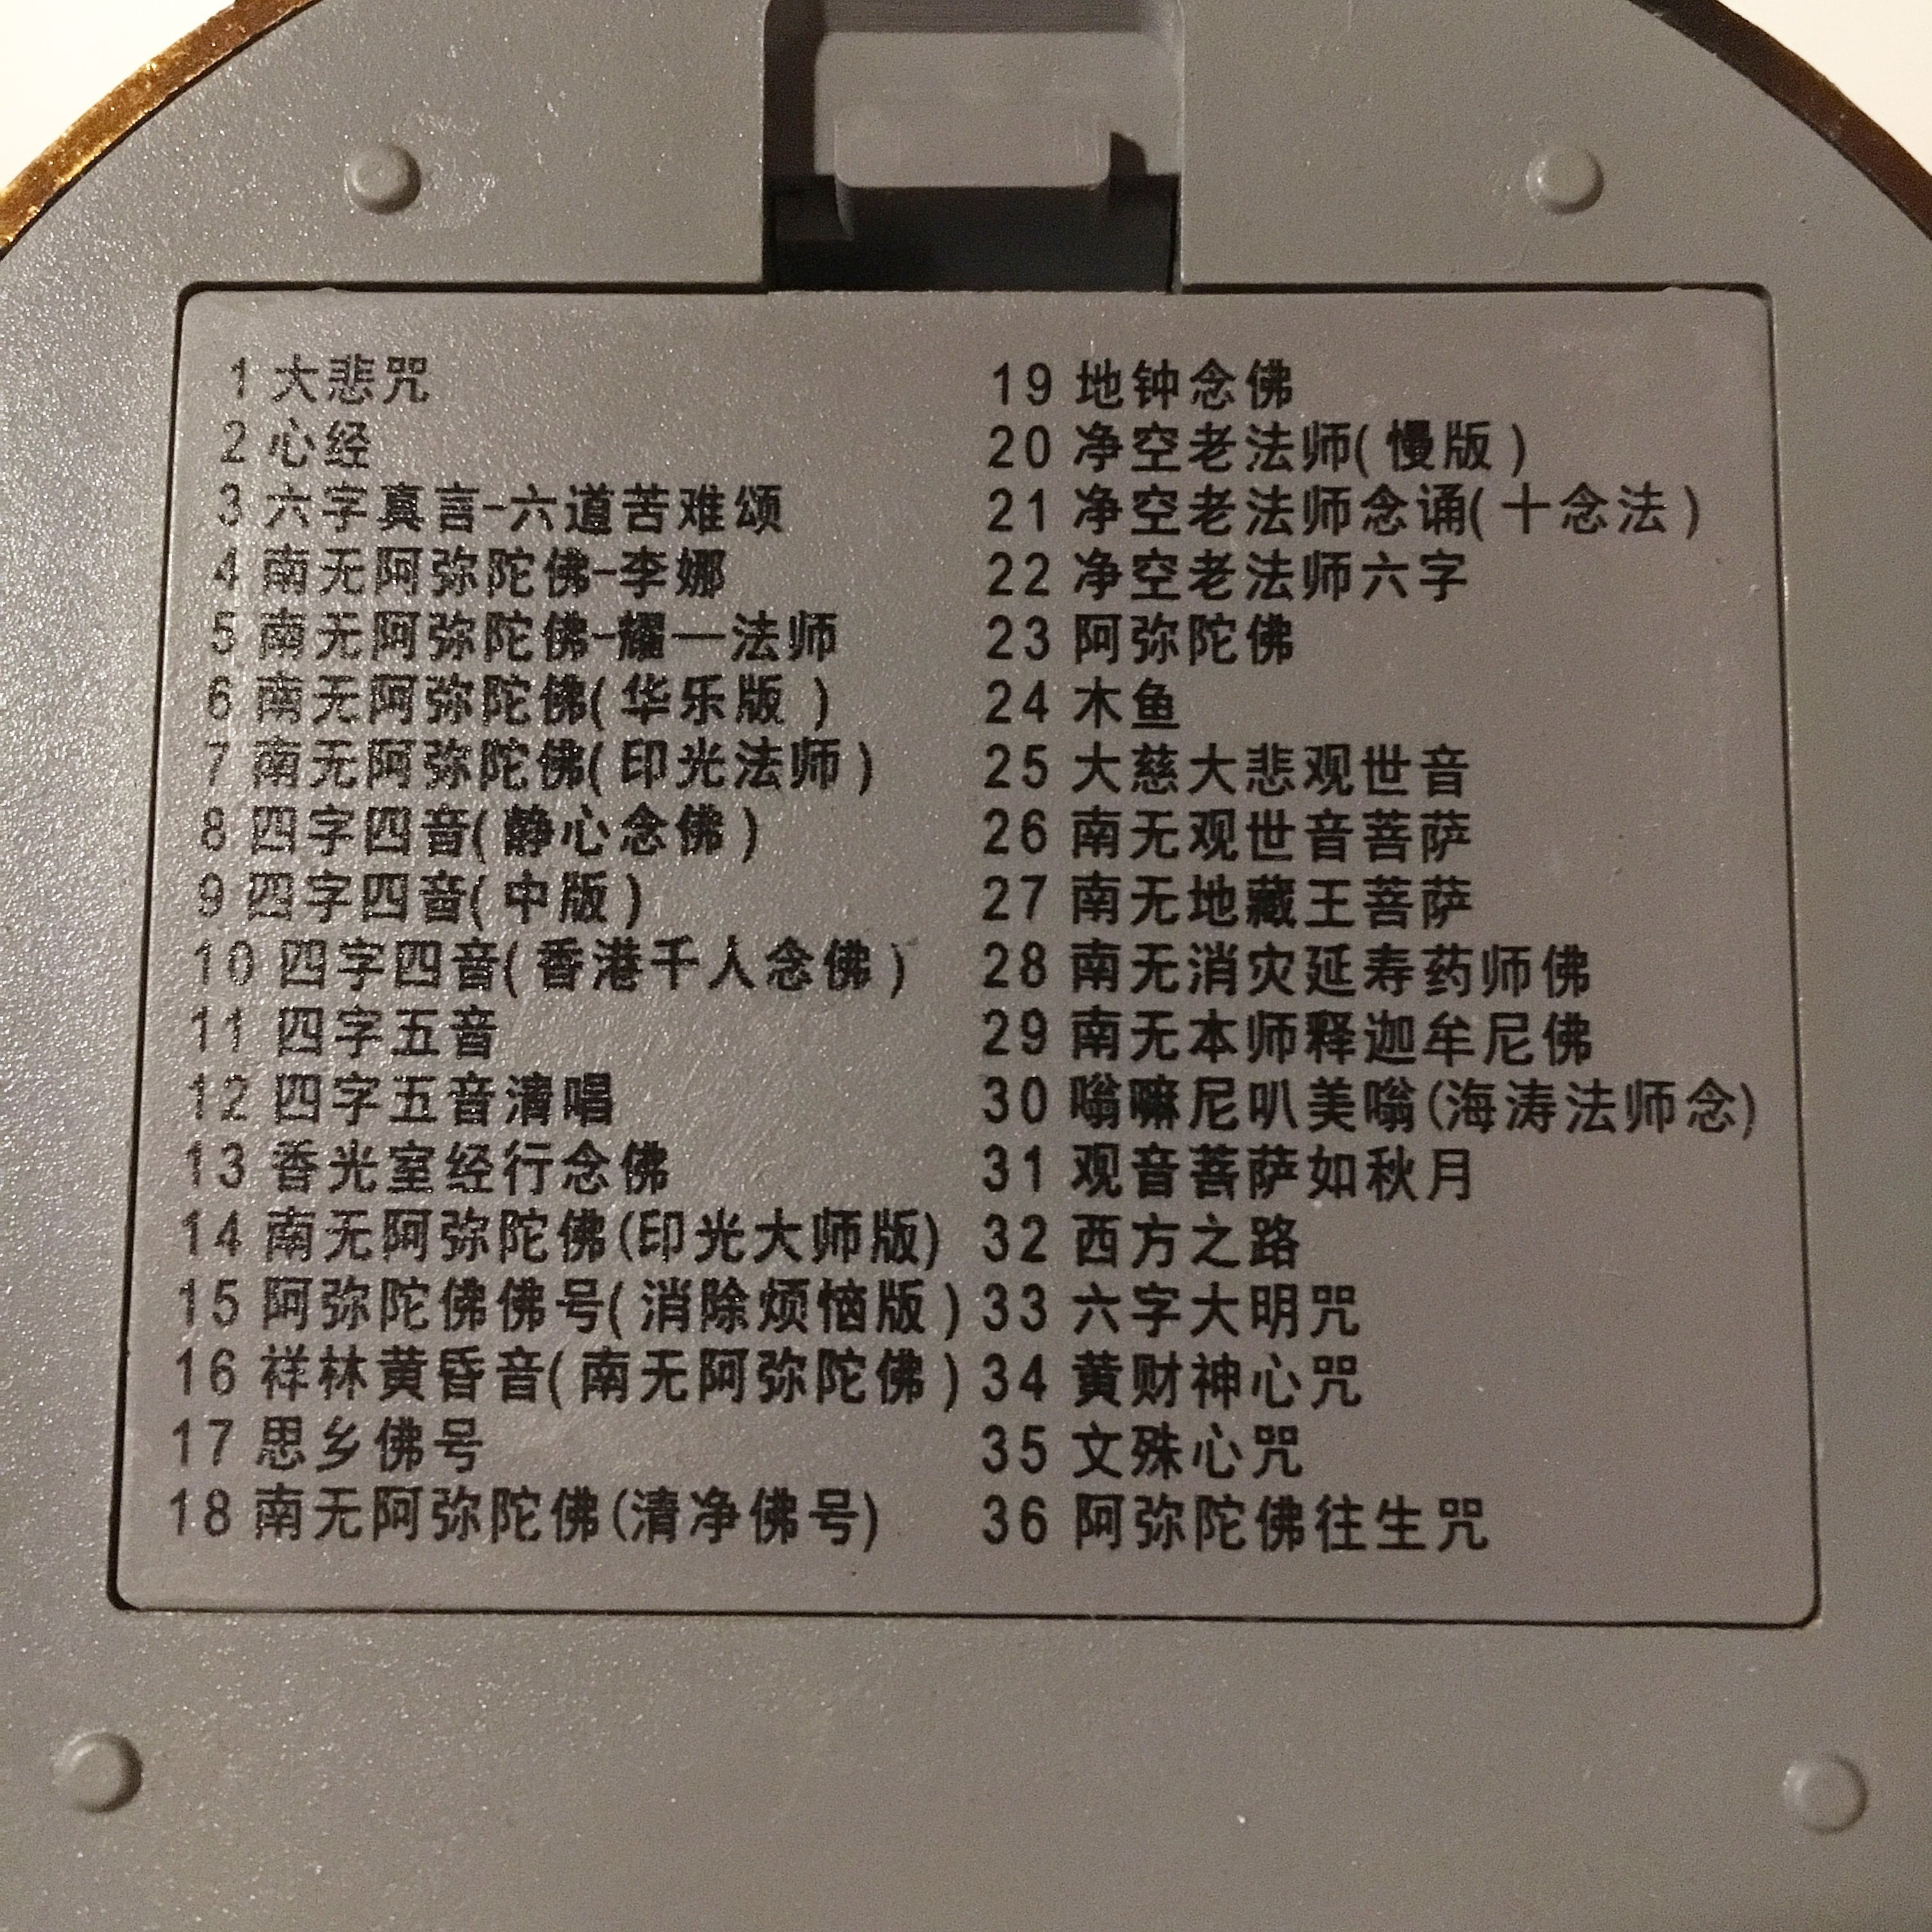 1 大悲咒
2 心经
3 六字真言-六道苦难颂
4 南无阿弥陀佛-李娜
5 南无阿弥陀佛-耀一法师
6 南无阿弥陀佛(华乐版)
7 南无阿弥陀佛(印光法师)
8 四字四音(静心念佛)
9 四字四音(中版)
10 四字四音(香港千人念佛)
11 四字五音
12 四字五音清唱
13 香光室经行念佛
14 南无阿弥陀佛(印光大师版)
15 阿弥陀佛佛号(消除烦恼版)
16 祥林黄昏音(南无阿弥陀佛)
17 思乡佛号
18 南无阿弥陀佛(清净佛号)
19 地钟念佛
20 净空老法师(慢版)
21 净空老法师念诵(十念法)
22 净空老法师六字
23 阿弥陀佛
24 木鱼
25 大慈大悲观世音
26 南无观世音菩萨
27 南无地藏王菩萨
28 南无消灾延寿药师佛
29 南无本师释迦牟尼佛
30 嗡嘛尼叭美嗡(海涛法师念)
31 观音菩萨如秋月
32 西方之路
33 六字大明咒
34 黄财神心咒
35 文殊心咒
36 阿弥陀佛往生咒